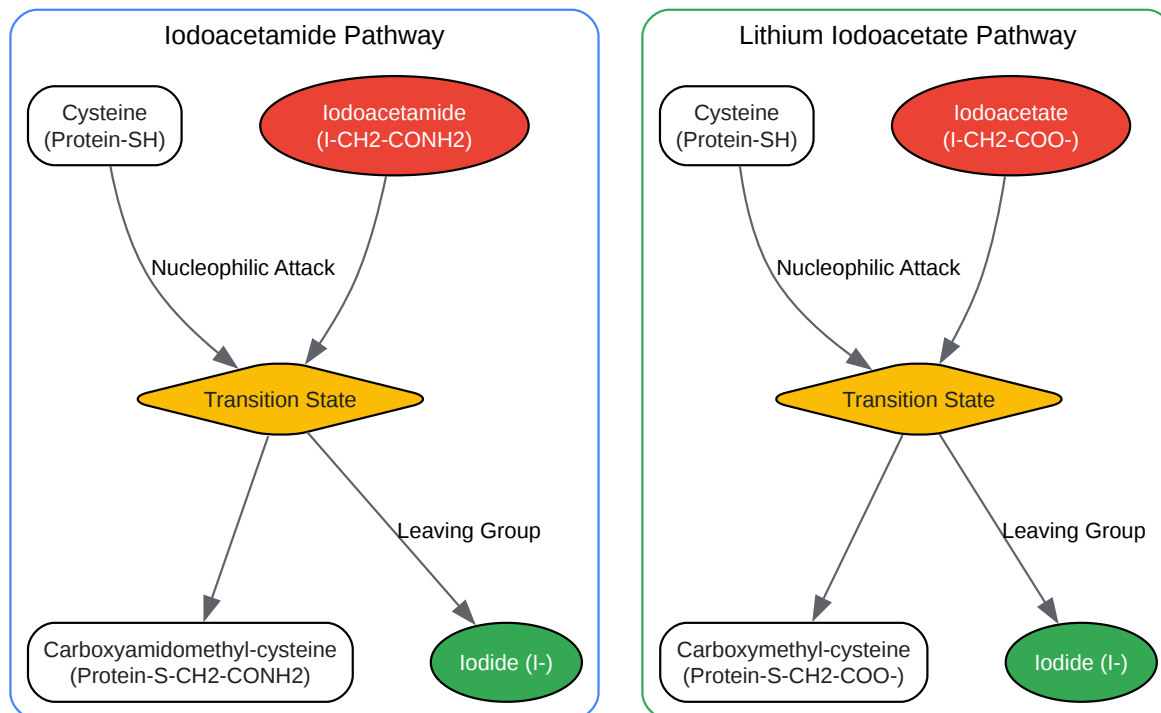 Iodoacetamide Pathway
Cysteine
(Protein-SH)
Iodoacetamide
(I-CH2-CONH2)
Nucleophilic Attack
Transition State
Leaving Group
Carboxyamidomethyl-cysteine
(Protein-S-CH2-CONH2)
Iodide (I-)
Lithium Iodoacetate Pathway
Cysteine
(Protein-SH)
Iodoacetate
(I-CH2-COO-)
Nucleophilic Attack
Transition State
Leaving Group
Carboxymethyl-cysteine
(Protein-S-CH2-COO-)
Iodide (I-)